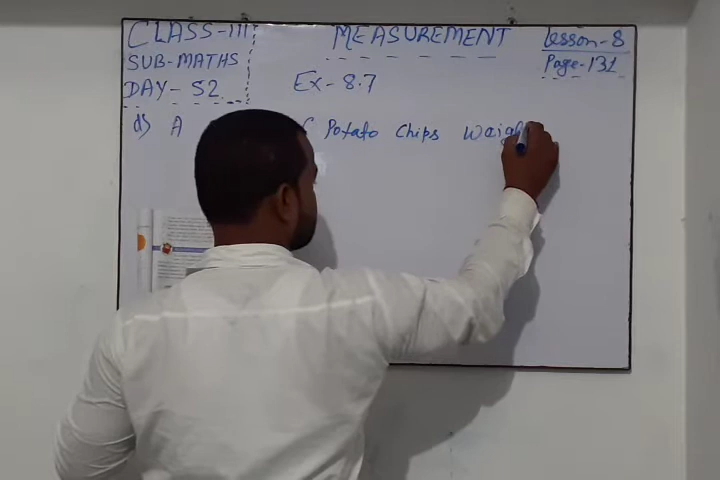 CLASS-III
SUB-MATHS
DAY-52
MEASUREMENT
Ex-8.7
Lesson-8
Page-131
d) A Potato Chips